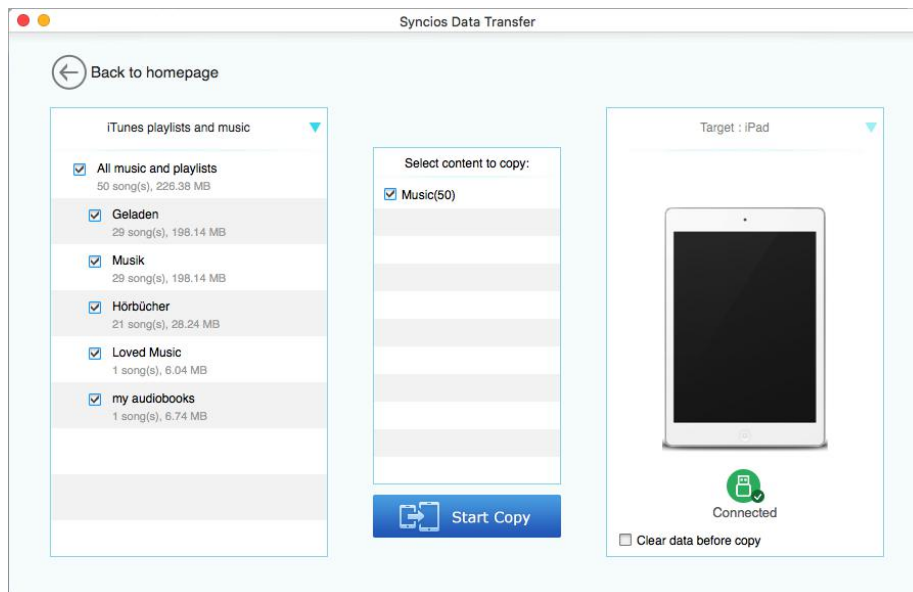 Syncios Data Transfer
Back to homepage
iTunes playlists and music
All music and playlists
50 song(s), 226.38 MB
Geladen
29 song(s), 198.14 MB
Musik
29 song(s), 198.14 MB
Hörbücher
21 song(s), 28.24 MB
Loved Music
1 song(s), 6.04 MB
my audiobooks
1 song(s), 6.74 MB
Select content to copy:
Music(50)
Start Copy
Target : iPad
Connected
Clear data before copy